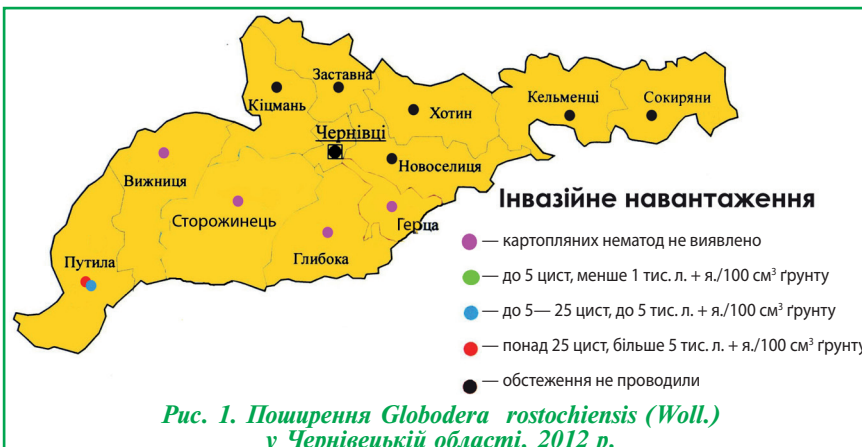 Заставна
Кіцмань
Хотин
Кельменці
Сокиряни
Чернівці
Новоселиця
Вижниця
Сторожинець
Герца
Глибока
Путила
Інвазійне навантаження
— картопляних нематод не виявлено
— до 5 цист, менше 1 тис. л. + я./100 см³ ґрунту
— до 5— 25 цист, до 5 тис. л. + я./100 см³ ґрунту
— понад 25 цист, більше 5 тис. л. + я./100 см³ ґрунту
— обстеження не проводили
Рис. 1. Поширення Globodera rostochiensis (Woll.)
у Чернівецькій області, 2012 р.